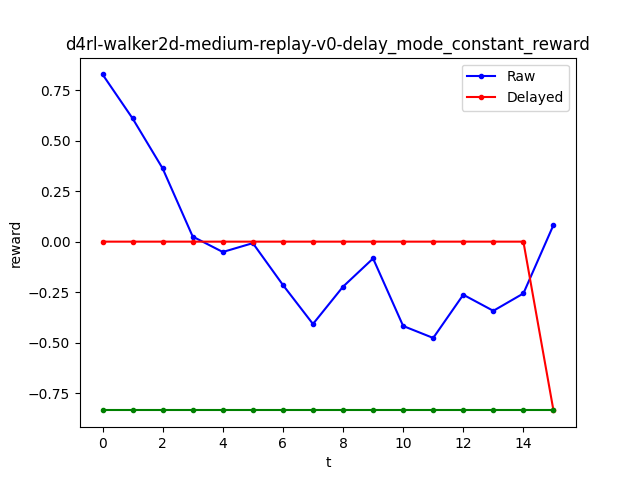 d4rl-walker2d-medium-replay-v0-delay_mode_constant_reward
Raw
Delayed
reward
0.75
0.50
0.25
0.00
−0.25
−0.50
−0.75
0 2 4 6 8 10 12 14
t